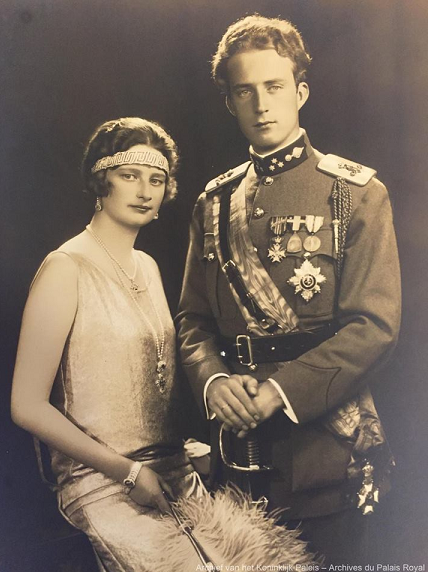 Archief van het Koninklijk Paleis – Archives du Palais Royal